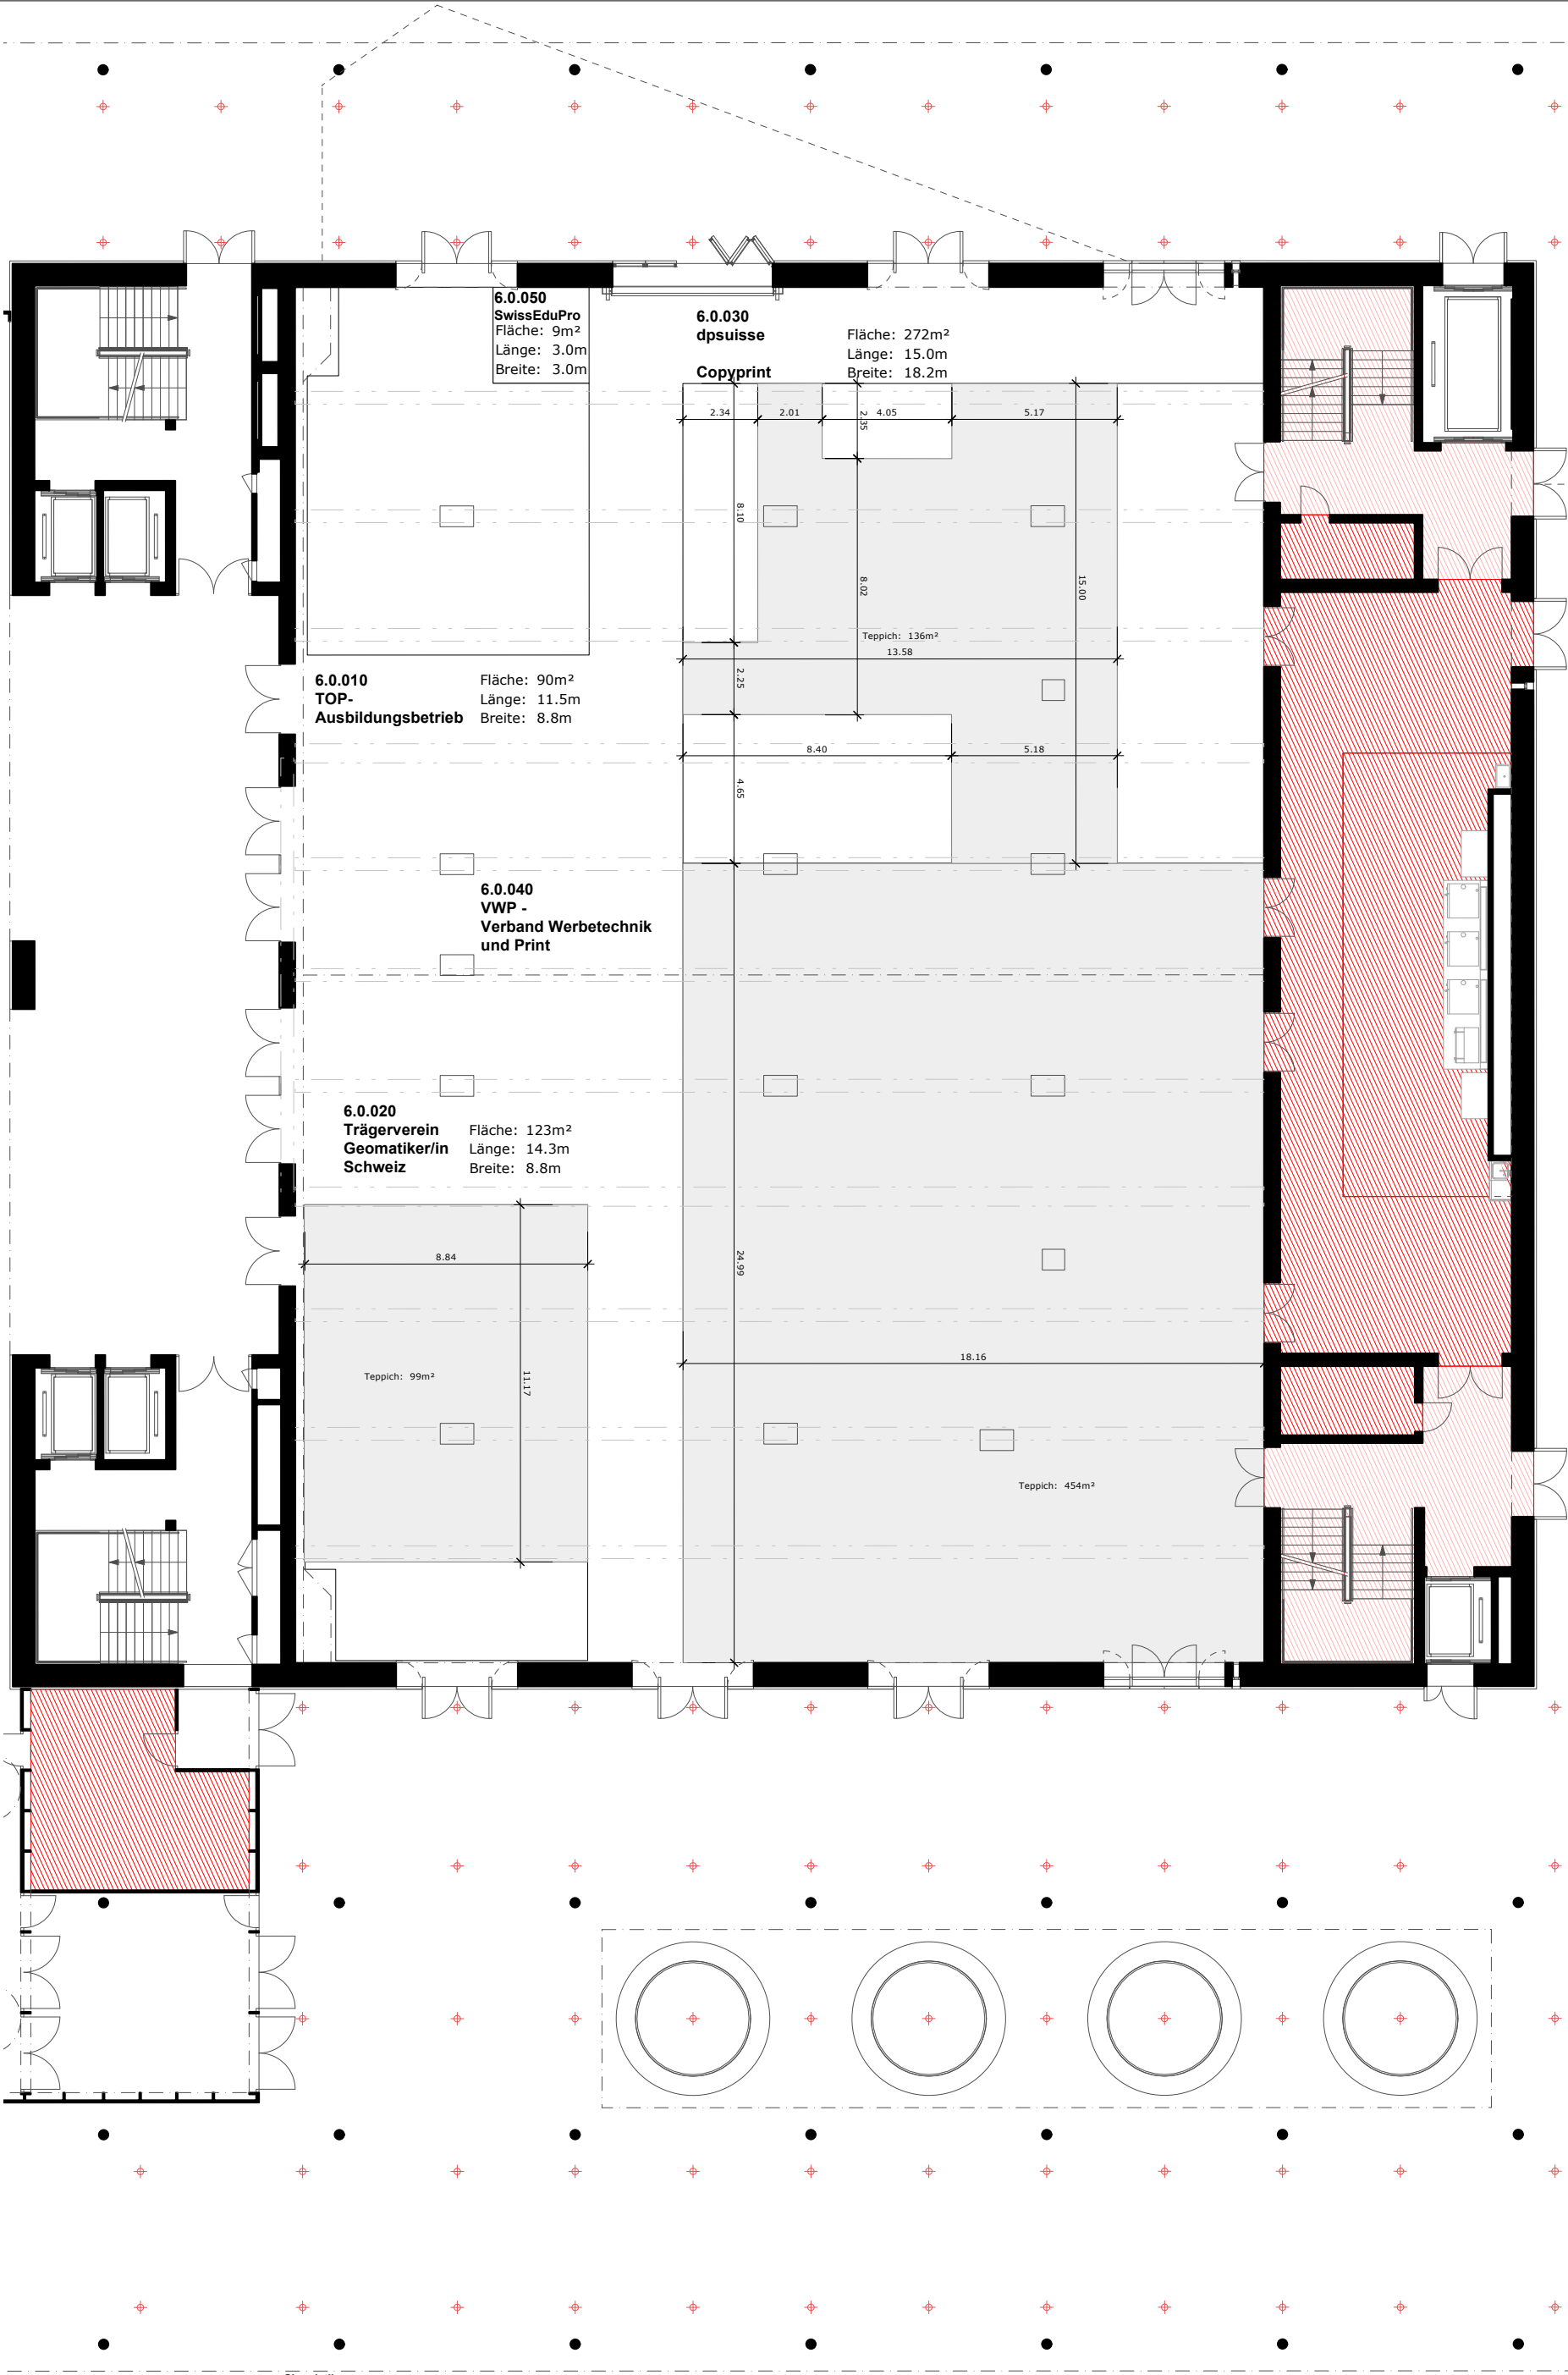 6.0.050
SwissEduPro
Fläche: 9m²
Länge: 3.0m
Breite: 3.0m
6.0.030
dpsuisse
Copyprint
Fläche: 272m²
Länge: 15.0m
Breite: 18.2m
2.34
2.01
2.35
4.05
5.17
8.10
8.02
15.00
Teppich: 136m²
13.58
2.25
6.0.010
TOP-
Ausbildungsbetrieb
Fläche: 90m²
Länge: 11.5m
Breite: 8.8m
8.40
5.18
4.65
6.0.040
VWP -
Verband Werbetechnik
und Print
6.0.020
Trägerverein
Geomatiker/in
Schweiz
Fläche: 123m²
Länge: 14.3m
Breite: 8.8m
8.84
24.99
11.17
18.16
Teppich: 99m²
Teppich: 454m²